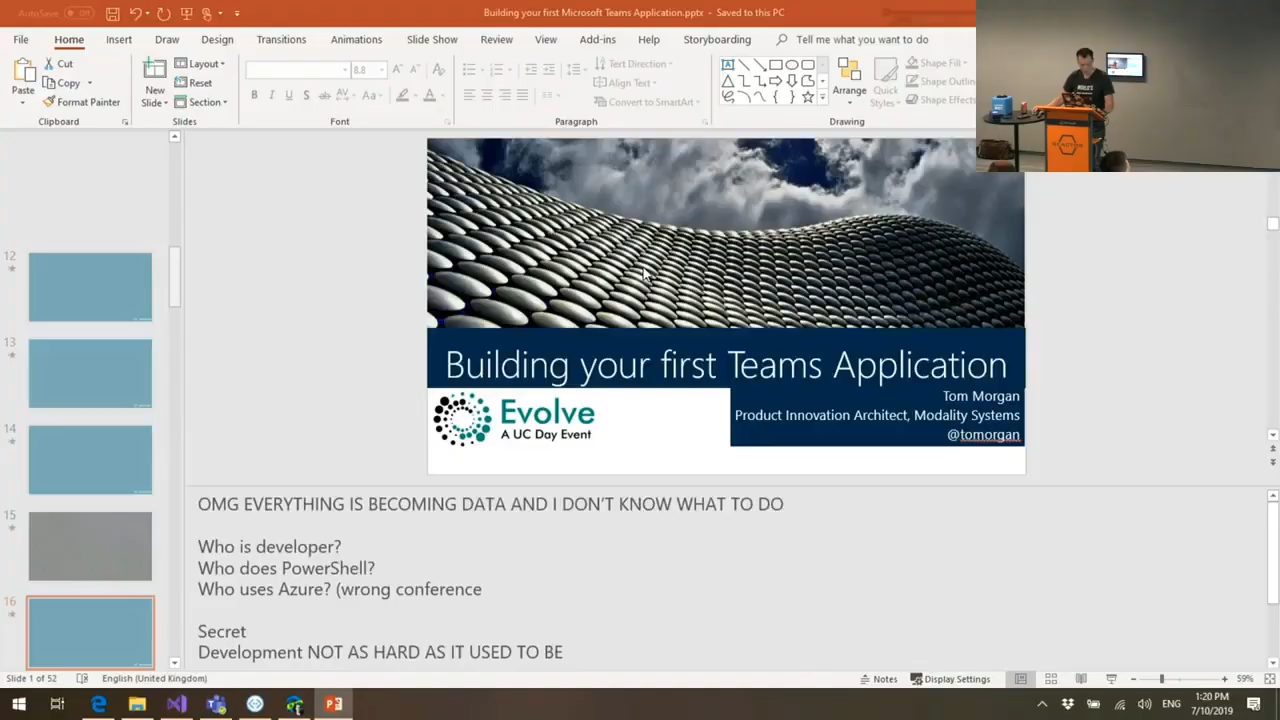 AutoSave Off
Building your first Microsoft Teams Application.pptx - Saved to this PC
File Home Insert Draw Design Transitions Animations Slide Show Review View Add-ins Help Storyboarding Tell me what you want to do
Paste
Cut
Copy
Format Painter
Clipboard
New Slide
Layout
Reset
Section
Slides
8.8
B I U S ab AV Aa A
Font
Text Direction
Align Text
Convert to SmartArt
Paragraph
Arrange
Quick Styles
Shape Fill
Shape Outline
Shape Effects
Drawing
12
13
14
15
16
Building your first Teams Application
Tom Morgan
Product Innovation Architect, Modality Systems
@tomorgan
Evolve
A UC Day Event
OMG EVERYTHING IS BECOMING DATA AND I DON'T KNOW WHAT TO DO
Who is developer?
Who does PowerShell?
Who uses Azure? (wrong conference
Secret
Development NOT AS HARD AS IT USED TO BE
Slide 1 of 52 English (United Kingdom) Notes Display Settings 59%
ENG 1:20 PM
7/10/2019